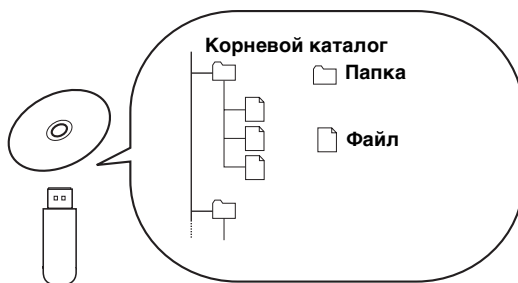 Корневой каталог
Папка
Файл